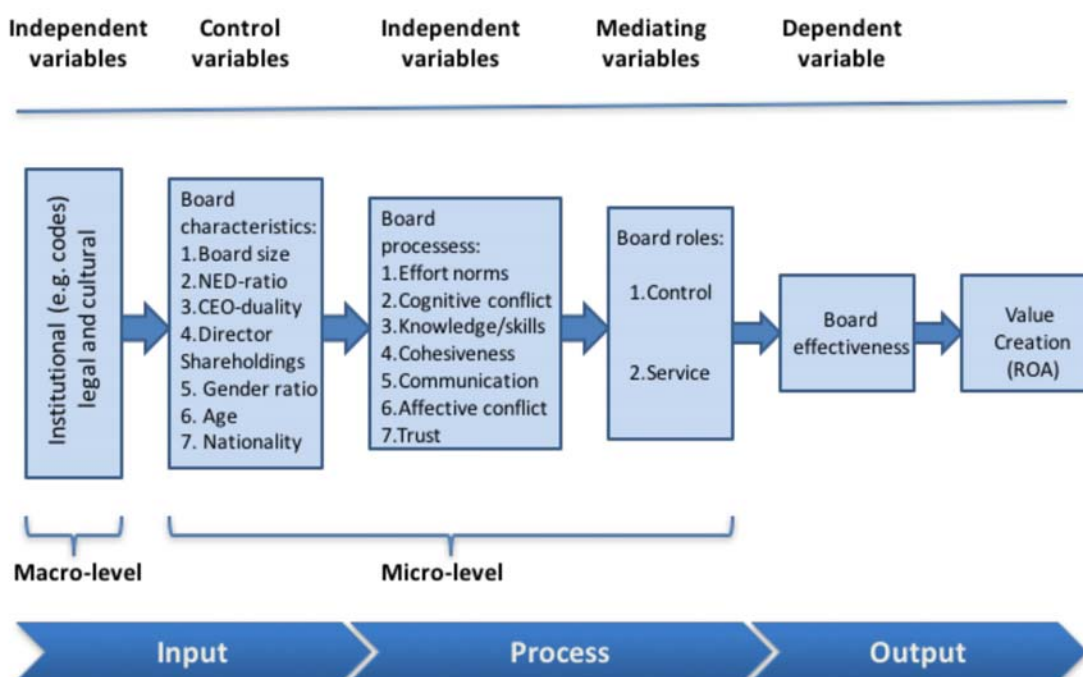 Independent
variables
Control
variables
Independent
variables
Mediating
variables
Dependent
variable
Institutional (e.g. codes)
legal and cultural
Board
characteristics:
1.Board size
2.NED-ratio
3.CEO-duality
4.Director
Shareholdings
5. Gender ratio
6. Age
7. Nationality
Board
processess:
1.Effort norms
2.Cognitive conflict
3.Knowledge/skills
4.Cohesiveness
5.Communication
6.Affective conflict
7.Trust
Board roles:
1.Control
2.Service
Board
effectiveness
Value
Creation
(ROA)
Macro-level
Micro-level
Input
Process
Output